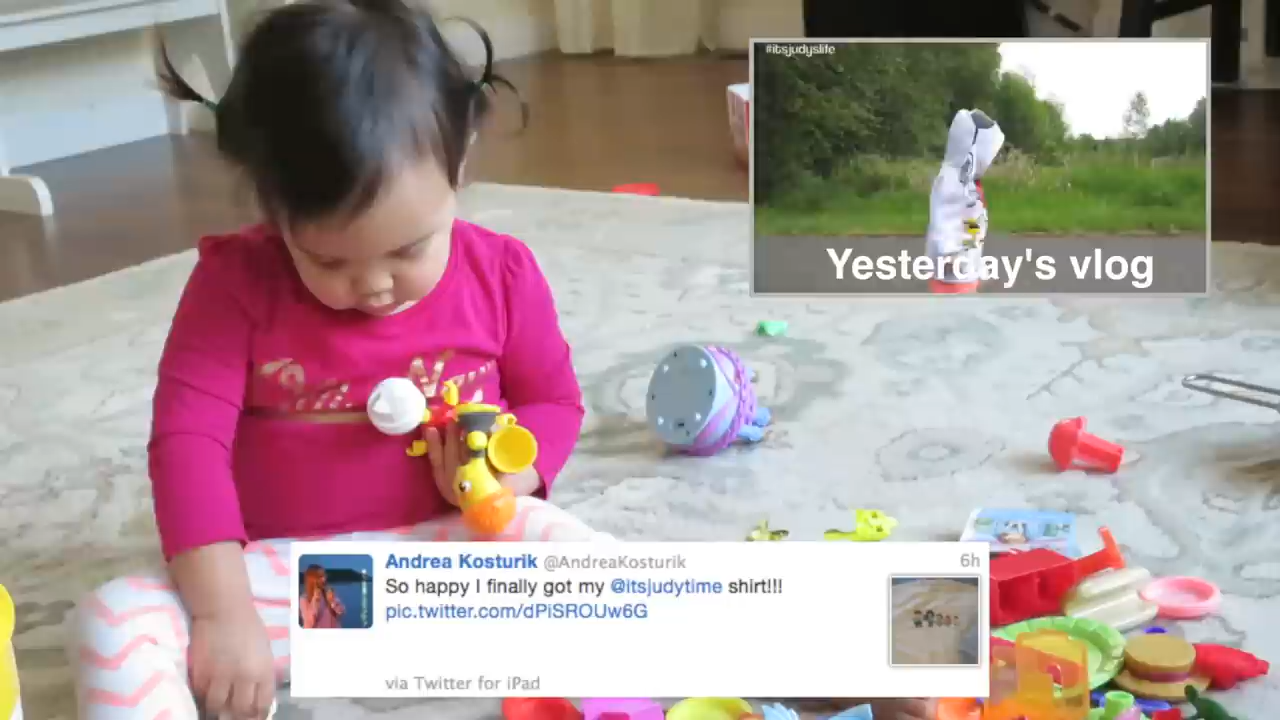 #itsjudyslife
Yesterday's vlog
Andrea Kosturik @AndreaKosturik 6h
So happy I finally got my @itsjudytime shirt!!!
pic.twitter.com/dPiSROUw6G
via Twitter for iPad